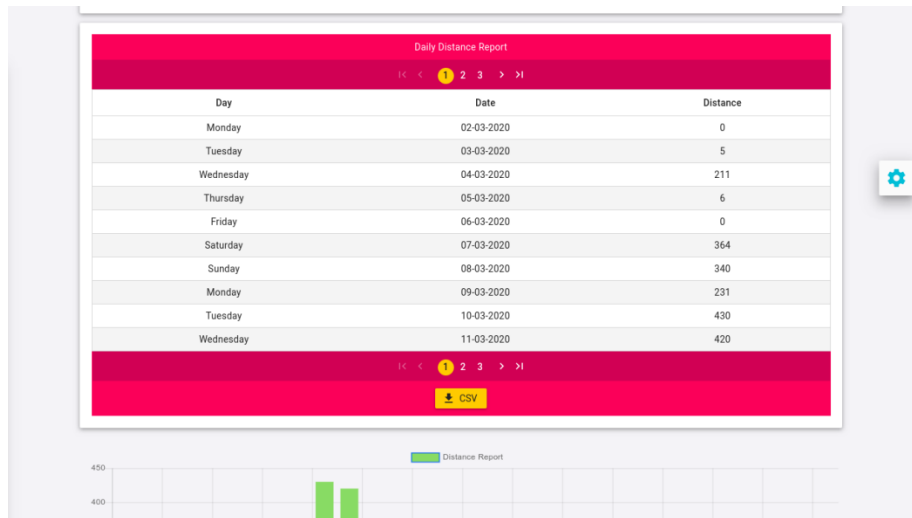 Daily Distance Report
1 2 3
Day Date Distance
Monday 02-03-2020 0
Tuesday 03-03-2020 5
Wednesday 04-03-2020 211
Thursday 05-03-2020 6
Friday 06-03-2020 0
Saturday 07-03-2020 364
Sunday 08-03-2020 340
Monday 09-03-2020 231
Tuesday 10-03-2020 430
Wednesday 11-03-2020 420
1 2 3
CSV
Distance Report
450
400